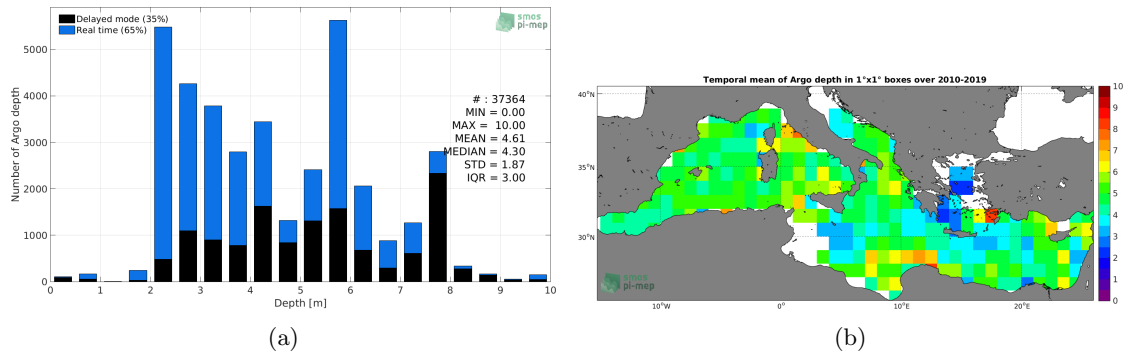 Delayed mode (35%)
Real time (65%)
smos
pi-mep
Number of Argo depth
5000
4000
3000
2000
1000
0
# : 37364
MIN = 0.00
MAX = 10.00
MEAN = 4.61
MEDIAN = 4.30
STD = 1.87
IQR = 3.00
0 1 2 3 4 5 6 7 8 9 10
Depth [m]
(a)
Temporal mean of Argo depth in 1°x1° boxes over 2010-2019
40°N
35°N
30°N
10°W 0° 10°E 20°E
10
9
8
7
6
5
4
3
2
1
0
smos
pi-mep
(b)